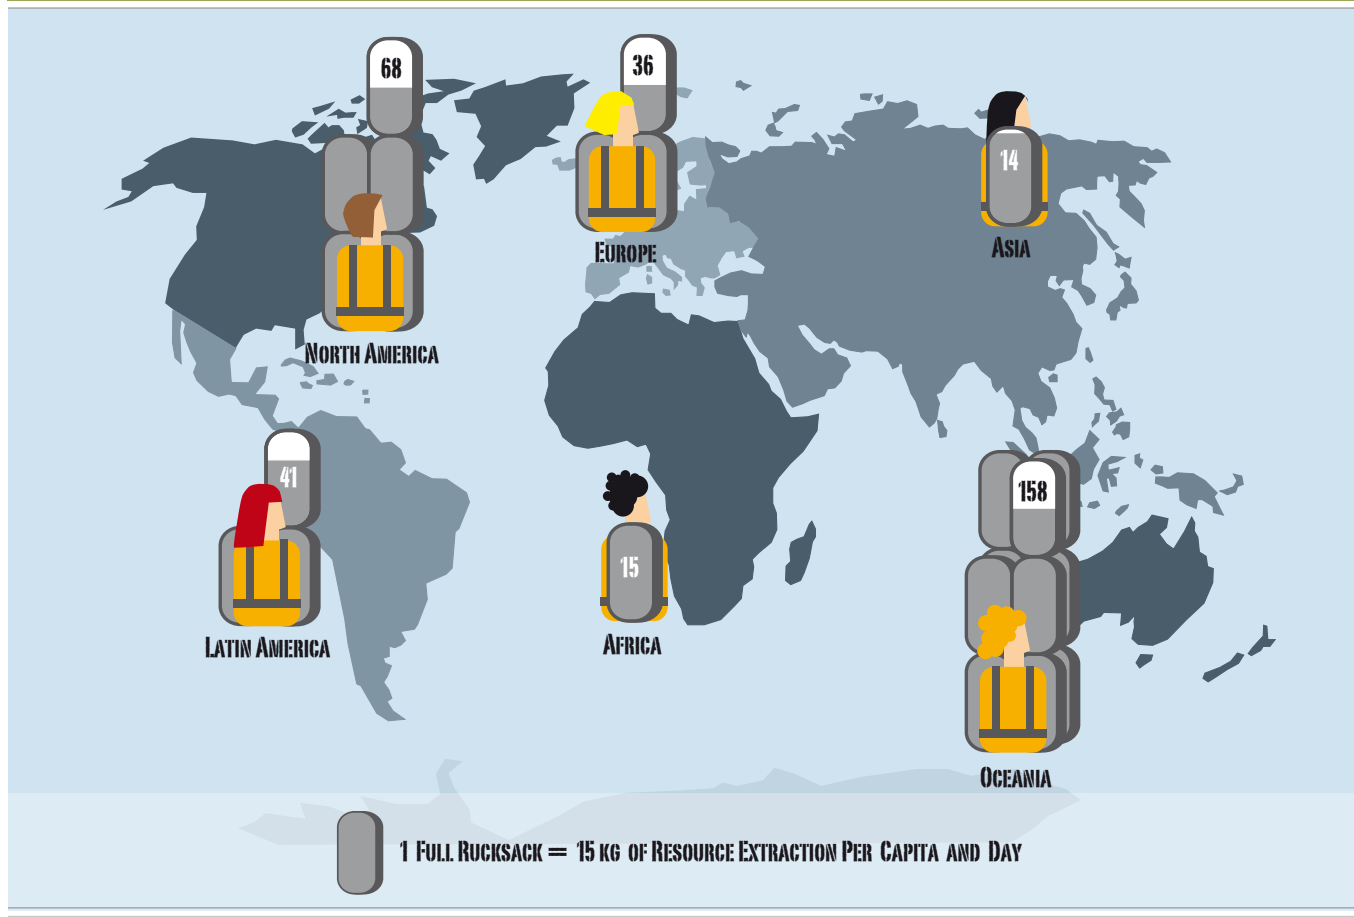 68
36
14
EUROPE
ASIA
NORTH AMERICA
41
158
15
LATIN AMERICA
AFRICA
OCEANIA
1 FULL RUCKSACK = 15 KG OF RESOURCE EXTRACTION PER CAPITA AND DAY